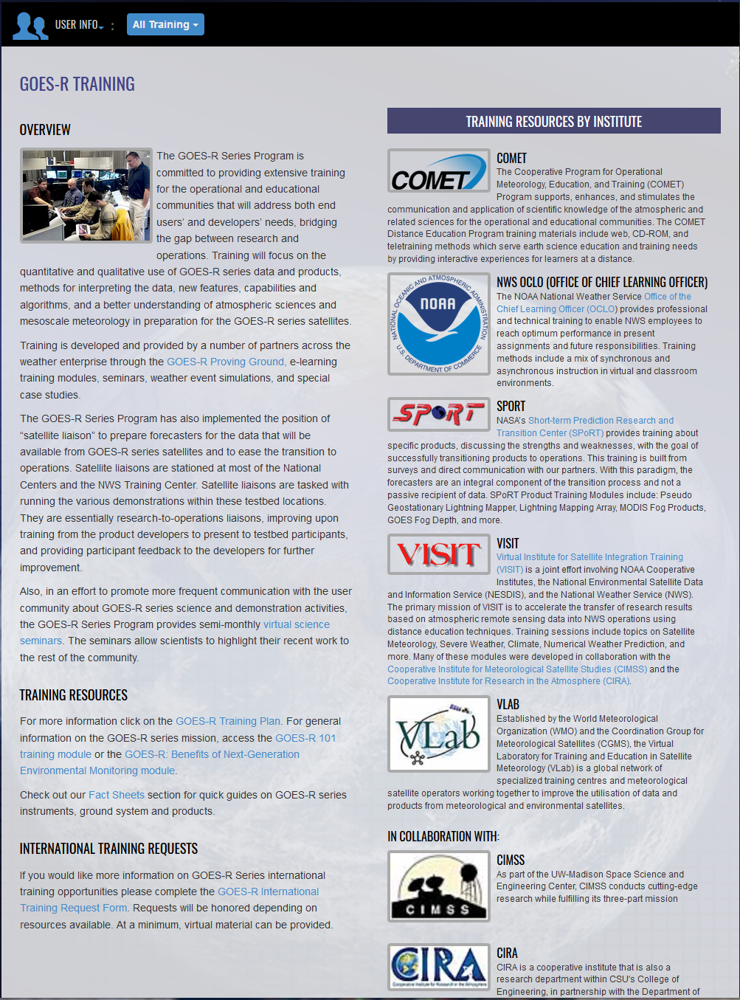 USER INFO
:
All Training
GOES-R TRAINING
OVERVIEW
The GOES-R Series Program is
committed to providing extensive training
for the operational and educational
communities that will address both end
users' and developers' needs, bridging
the gap between research and
operations. Training will focus on the
quantitative and qualitative use of GOES-R series data and products,
methods for interpreting the data, new features, capabilities and
algorithms, and a better understanding of atmospheric sciences and
mesoscale meteorology in preparation for the GOES-R series satellites.
Training is developed and provided by a number of partners across the
weather enterprise through the GOES-R Proving Ground, e-learning
training modules, seminars, weather event simulations, and special
case studies.
The GOES-R Series Program has also implemented the position of
“satellite liaison” to prepare forecasters for the data that will be
available from GOES-R series satellites and to ease the transition to
operations. Satellite liaisons are stationed at most of the National
Centers and the NWS Training Center. Satellite liaisons are tasked with
running the various demonstrations within these testbed locations.
They are essentially research-to-operations liaisons, improving upon
training from the product developers to present to testbed participants,
and providing participant feedback to the developers for further
improvement.
Also, in an effort to promote more frequent communication with the user
community about GOES-R series science and demonstration activities,
the GOES-R Series Program provides semi-monthly virtual science
seminars. The seminars allow scientists to highlight their recent work to
the rest of the community.
TRAINING RESOURCES
For more information click on the GOES-R Training Plan. For general
information on the GOES-R series mission, access the GOES-R 101
training module or the GOES-R: Benefits of Next-Generation
Environmental Monitoring module.
Check out our Fact Sheets section for quick guides on GOES-R series
instruments, ground system and products.
INTERNATIONAL TRAINING REQUESTS
If you would like more information on GOES-R Series international
training opportunities please complete the GOES-R International
Training Request Form. Requests will be honored depending on
resources available. At a minimum, virtual material can be provided.
TRAINING RESOURCES BY INSTITUTE
COMET
COMET
The Cooperative Program for Operational
Meteorology, Education, and Training (COMET)
Program supports, enhances, and stimulates the
communication and application of scientific knowledge of the atmospheric and
related sciences for the operational and educational communities. The COMET
Distance Education Program training materials include web, CD-ROM, and
teletraining methods which serve earth science education and training needs
by providing interactive experiences for learners at a distance.
NATIONAL OCEANIC AND ATMOSPHERIC ADMINISTRATION
NOAA
U.S. DEPARTMENT OF COMMERCE
NWS OCLO (OFFICE OF CHIEF LEARNING OFFICER)
The NOAA National Weather Service Office of the
Chief Learning Officer (OCLO) provides professional
and technical training to enable NWS employees to
reach optimum performance in present
assignments and future responsibilities. Training
methods include a mix of synchronous and
asynchronous instruction in virtual and classroom
environments.
SPORT
SPORT
NASA's Short-term Prediction Research and
Transition Center (SPoRT) provides training about
specific products, discussing the strengths and weaknesses, with the goal of
successfully transitioning products to operations. This training is built from
surveys and direct communication with our partners. With this paradigm, the
forecasters are an integral component of the transition process and not a
passive recipient of data. SPoRT Product Training Modules include: Pseudo
Geostationary Lightning Mapper, Lightning Mapping Array, MODIS Fog Products,
GOES Fog Depth, and more.
VISIT
VISIT
Virtual Institute for Satellite Integration Training
(VISIT) is a joint effort involving NOAA Cooperative
Institutes, the National Environmental Satellite Data
and Information Service (NESDIS), and the National Weather Service (NWS).
The primary mission of VISIT is to accelerate the transfer of research results
based on atmospheric remote sensing data into NWS operations using
distance education techniques. Training sessions include topics on Satellite
Meteorology, Severe Weather, Climate, Numerical Weather Prediction, and
more. Many of these modules were developed in collaboration with the
Cooperative Institute for Meteorological Satellite Studies (CIMSS) and the
Cooperative Institute for Research in the Atmosphere (CIRA).
VLab
VLAB
Established by the World Meteorological
Organization (WMO) and the Coordination Group for
Meteorological Satellites (CGMS), the Virtual
Laboratory for Training and Education in Satellite
Meteorology (VLab) is a global network of
specialized training centres and meteorological
satellite operators working together to improve the utilisation of data and
products from meteorological and environmental satellites.
IN COLLABORATION WITH:
CIMSS
CIMSS
As part of the UW-Madison Space Science and
Engineering Center, CIMSS conducts cutting-edge
research while fulfilling its three-part mission
CIRA
Cooperative Institute for Research in the Atmosphere
CIRA
CIRA is a cooperative institute that is also a
research department within CSU's College of
Engineering, in partnership with the Department of